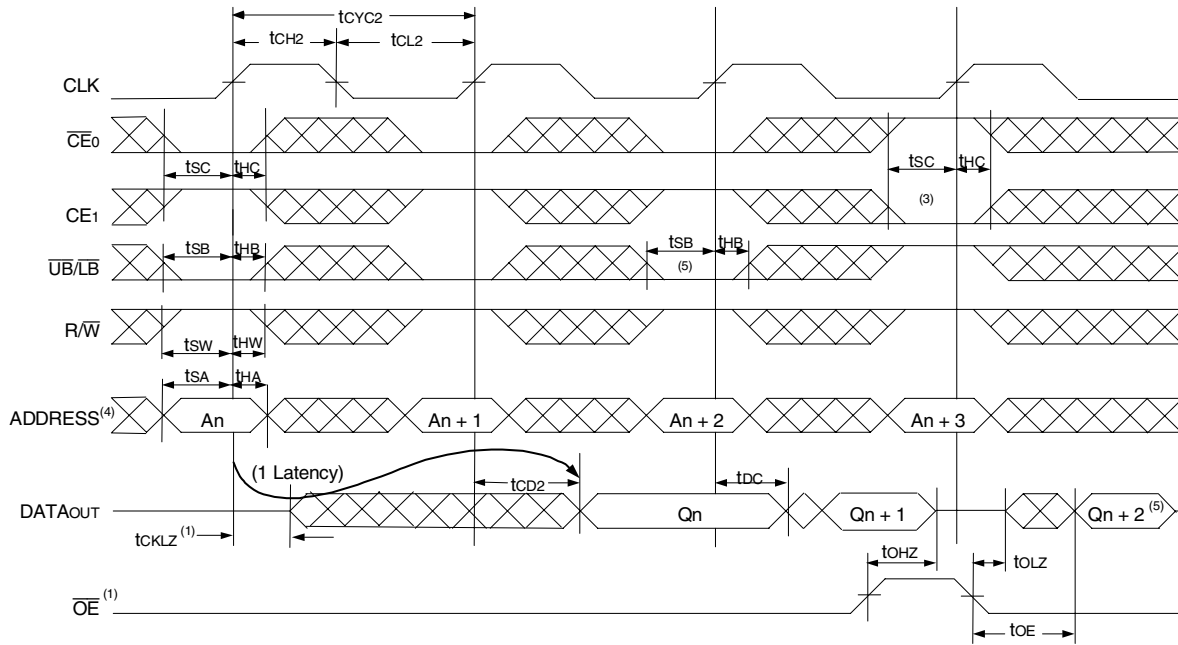 tCYC2
tCH2 tCL2
CLK
CE0
tSC tHC tSC tHC
CE1 (3)
tSB tHB tSB tHB
UB/LB (5)
R/W
tSW tHW
tSA tHA
ADDRESS(4) An An + 1 An + 2 An + 3
(1 Latency) tCD2 tDC
DATAOUT Qn Qn + 1 Qn + 2 (5)
tCKLZ (1) tOHZ tOLZ
OE (1)
tOE